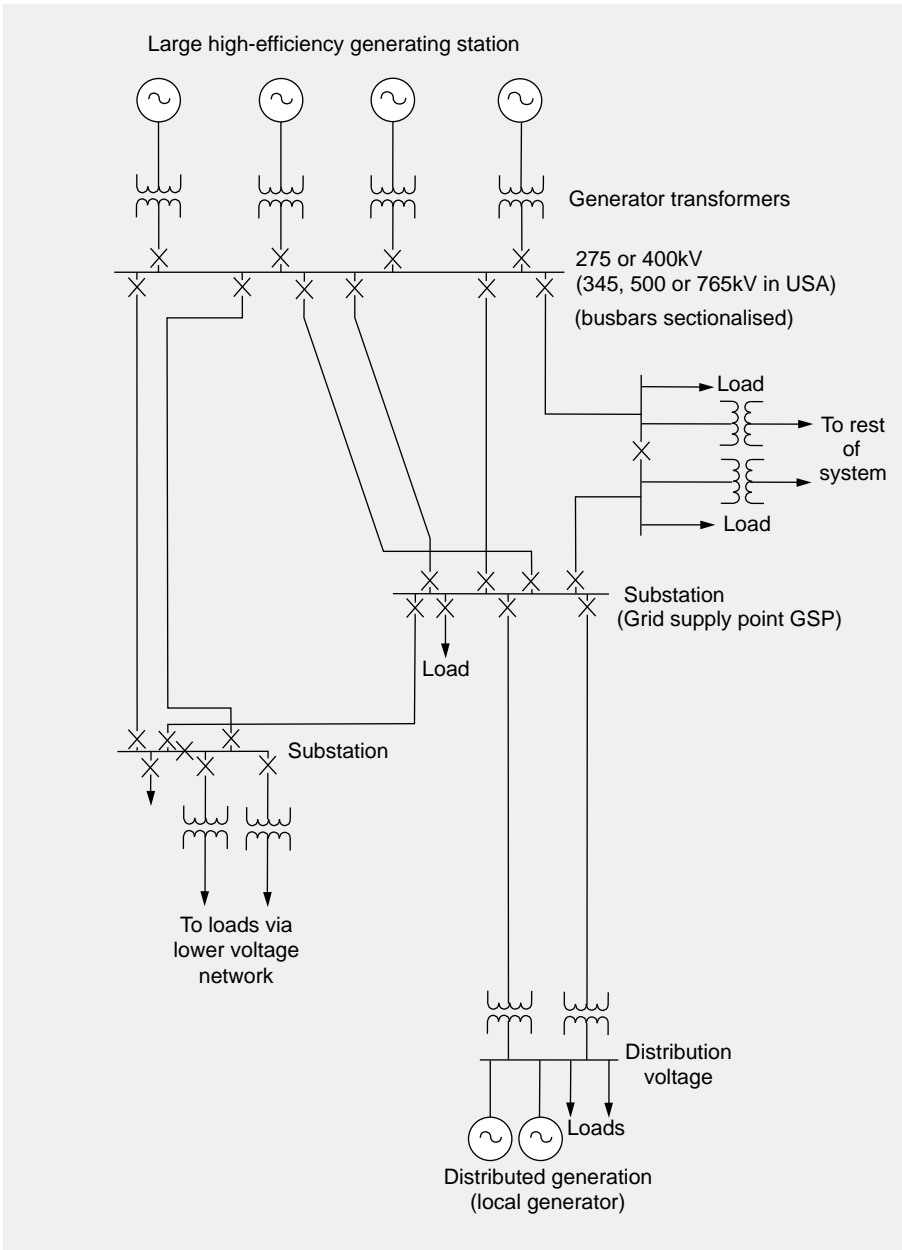 Large high-efficiency generating station
Generator transformers
275 or 400kV
(345, 500 or 765kV in USA)
(busbars sectionalised)
Load
To rest
of
system
Load
Substation
(Grid supply point GSP)
Load
Substation
To loads via
lower voltage
network
Distribution
voltage
Loads
Distributed generation
(local generator)